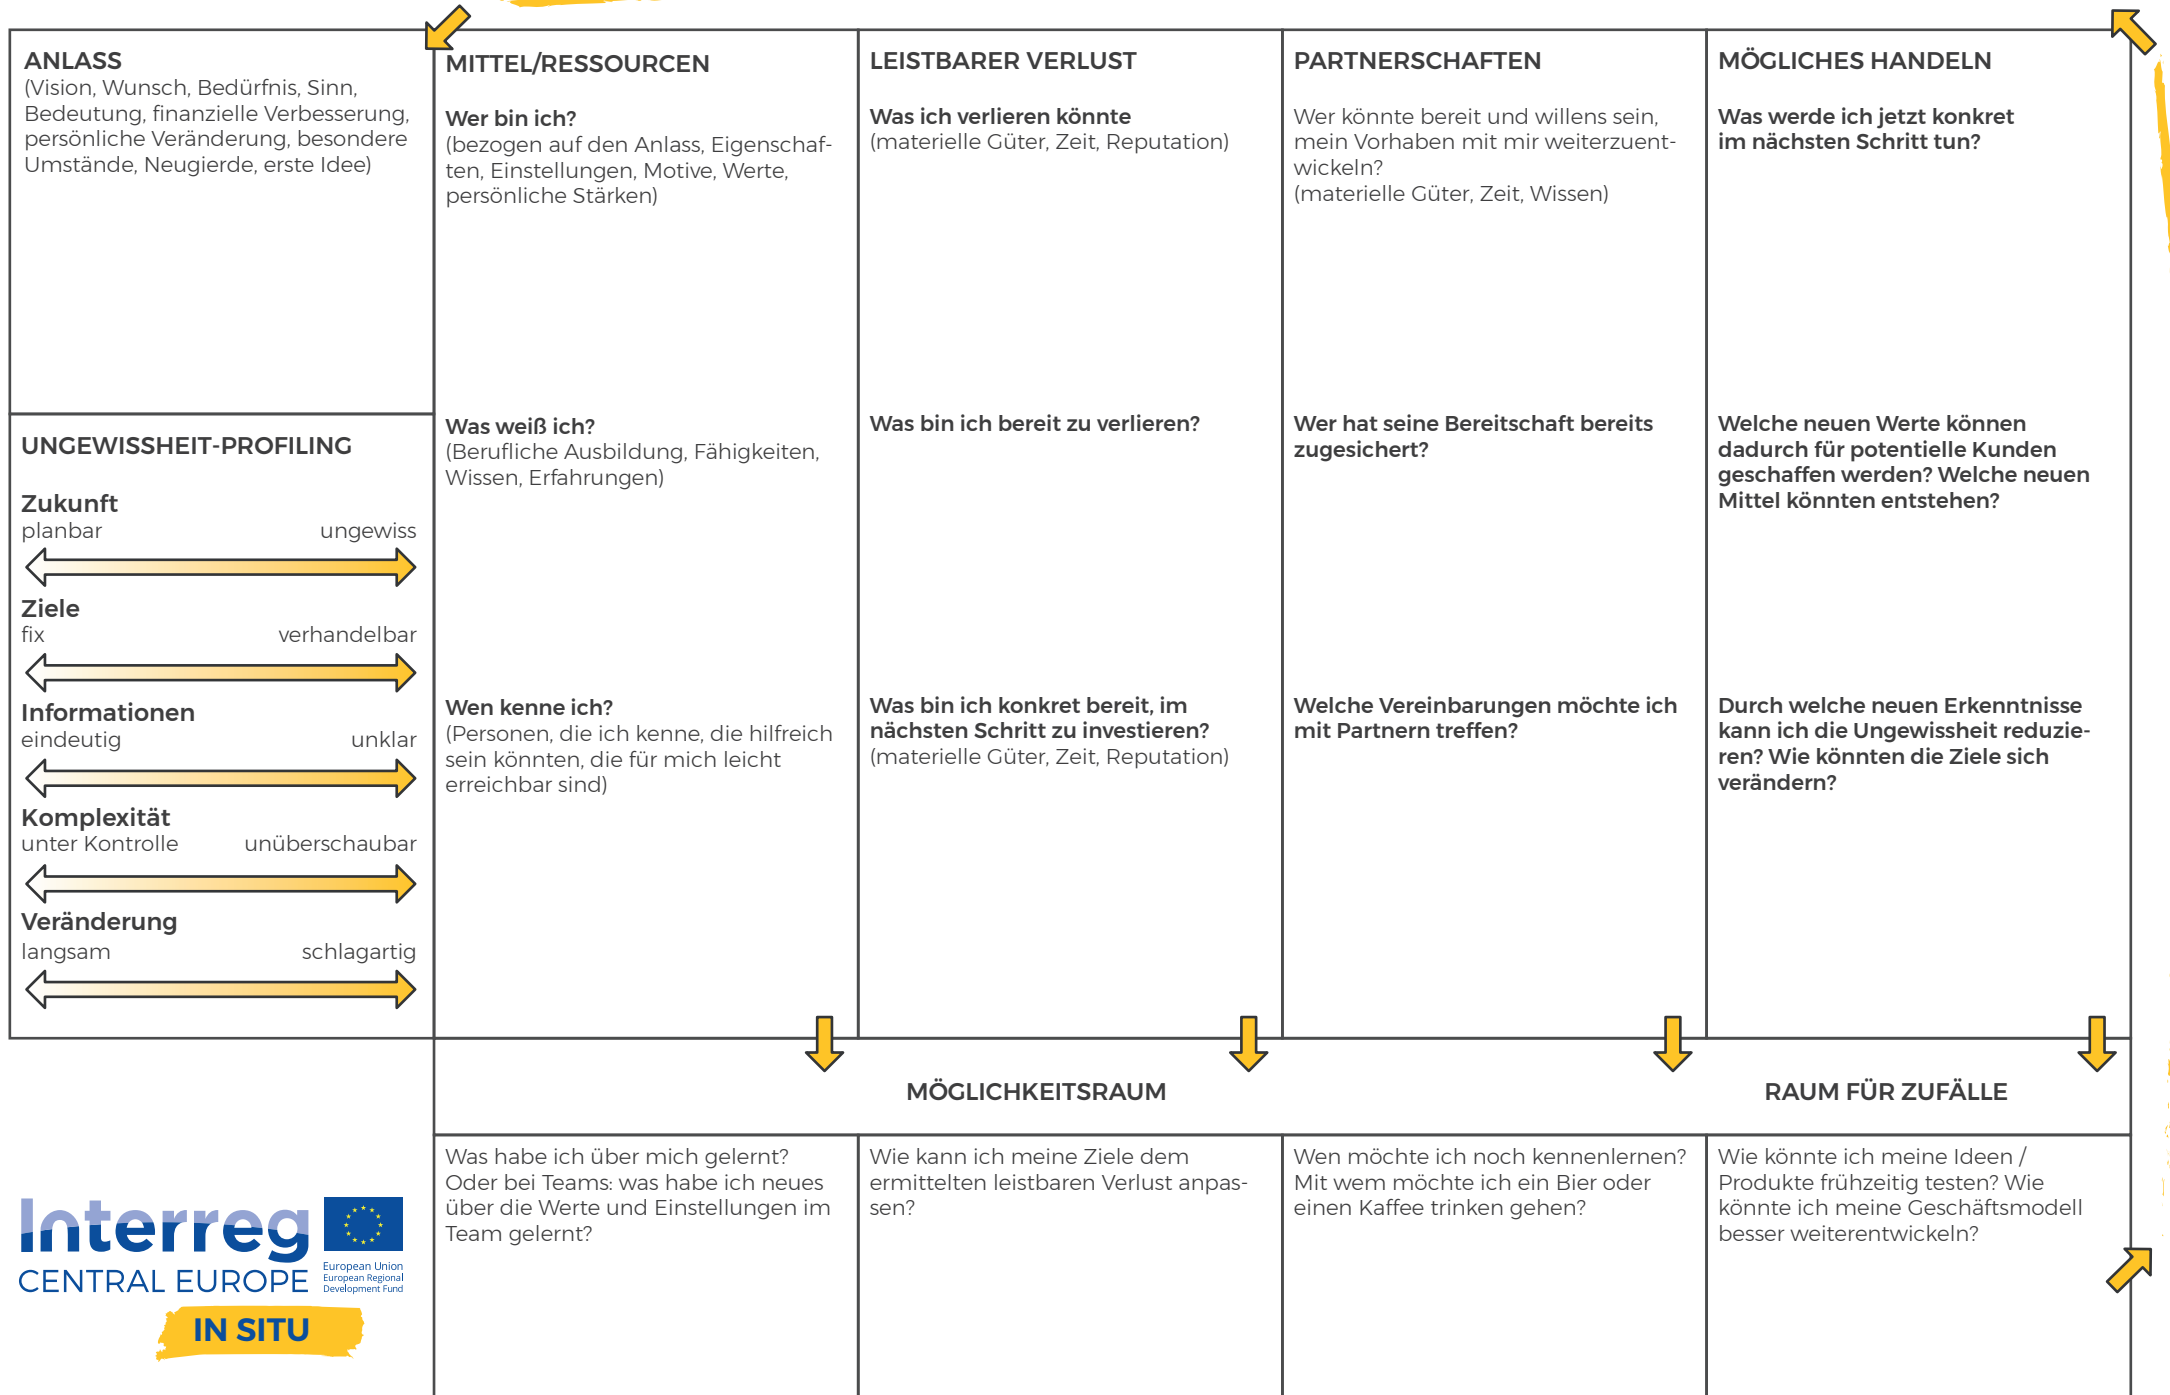 ANLASS
(Vision, Wunsch, Bedürfnis, Sinn,
Bedeutung, finanzielle Verbesserung,
persönliche Veränderung, besondere
Umstände, Neugierde, erste Idee)
UNGEWISSHEIT-PROFILING
Zukunft
planbar ungewiss
Ziele
fix verhandelbar
Informationen
eindeutig unklar
Komplexität
unter Kontrolle unüberschaubar
Veränderung
langsam schlagartig
MITTEL/RESSOURCEN
Wer bin ich?
(bezogen auf den Anlass, Eigenschaf-
ten, Einstellungen, Motive, Werte,
persönliche Stärken)
Was weiß ich?
(Berufliche Ausbildung, Fähigkeiten,
Wissen, Erfahrungen)
Wen kenne ich?
(Personen, die ich kenne, die hilfreich
sein könnten, die für mich leicht
erreichbar sind)
LEISTBARER VERLUST
Was ich verlieren könnte
(materielle Güter, Zeit, Reputation)
Was bin ich bereit zu verlieren?
Was bin ich konkret bereit, im
nächsten Schritt zu investieren?
(materielle Güter, Zeit, Reputation)
PARTNERSCHAFTEN
Wer könnte bereit und willens sein,
mein Vorhaben mit mir weiterzuent-
wickeln?
(materielle Güter, Zeit, Wissen)
Wer hat seine Bereitschaft bereits
zugesichert?
Welche Vereinbarungen möchte ich
mit Partnern treffen?
MÖGLICHES HANDELN
Was werde ich jetzt konkret
im nächsten Schritt tun?
Welche neuen Werte können
dadurch für potentielle Kunden
geschaffen werden? Welche neuen
Mittel könnten entstehen?
Durch welche neuen Erkenntnisse
kann ich die Ungewissheit reduzie-
ren? Wie könnten die Ziele sich
verändern?
MÖGLICHKEITSRAUM
RAUM FÜR ZUFÄLLE
Was habe ich über mich gelernt?
Oder bei Teams: was habe ich neues
über die Werte und Einstellungen im
Team gelernt?
Wie kann ich meine Ziele dem
ermittelten leistbaren Verlust anpas-
sen?
Wen möchte ich noch kennenlernen?
Mit wem möchte ich ein Bier oder
einen Kaffee trinken gehen?
Wie könnte ich meine Ideen /
Produkte frühzeitig testen? Wie
könnte ich meine Geschäftsmodell
besser weiterentwickeln?
Interreg
CENTRAL EUROPE
European Union
European Regional
Development Fund
IN SITU